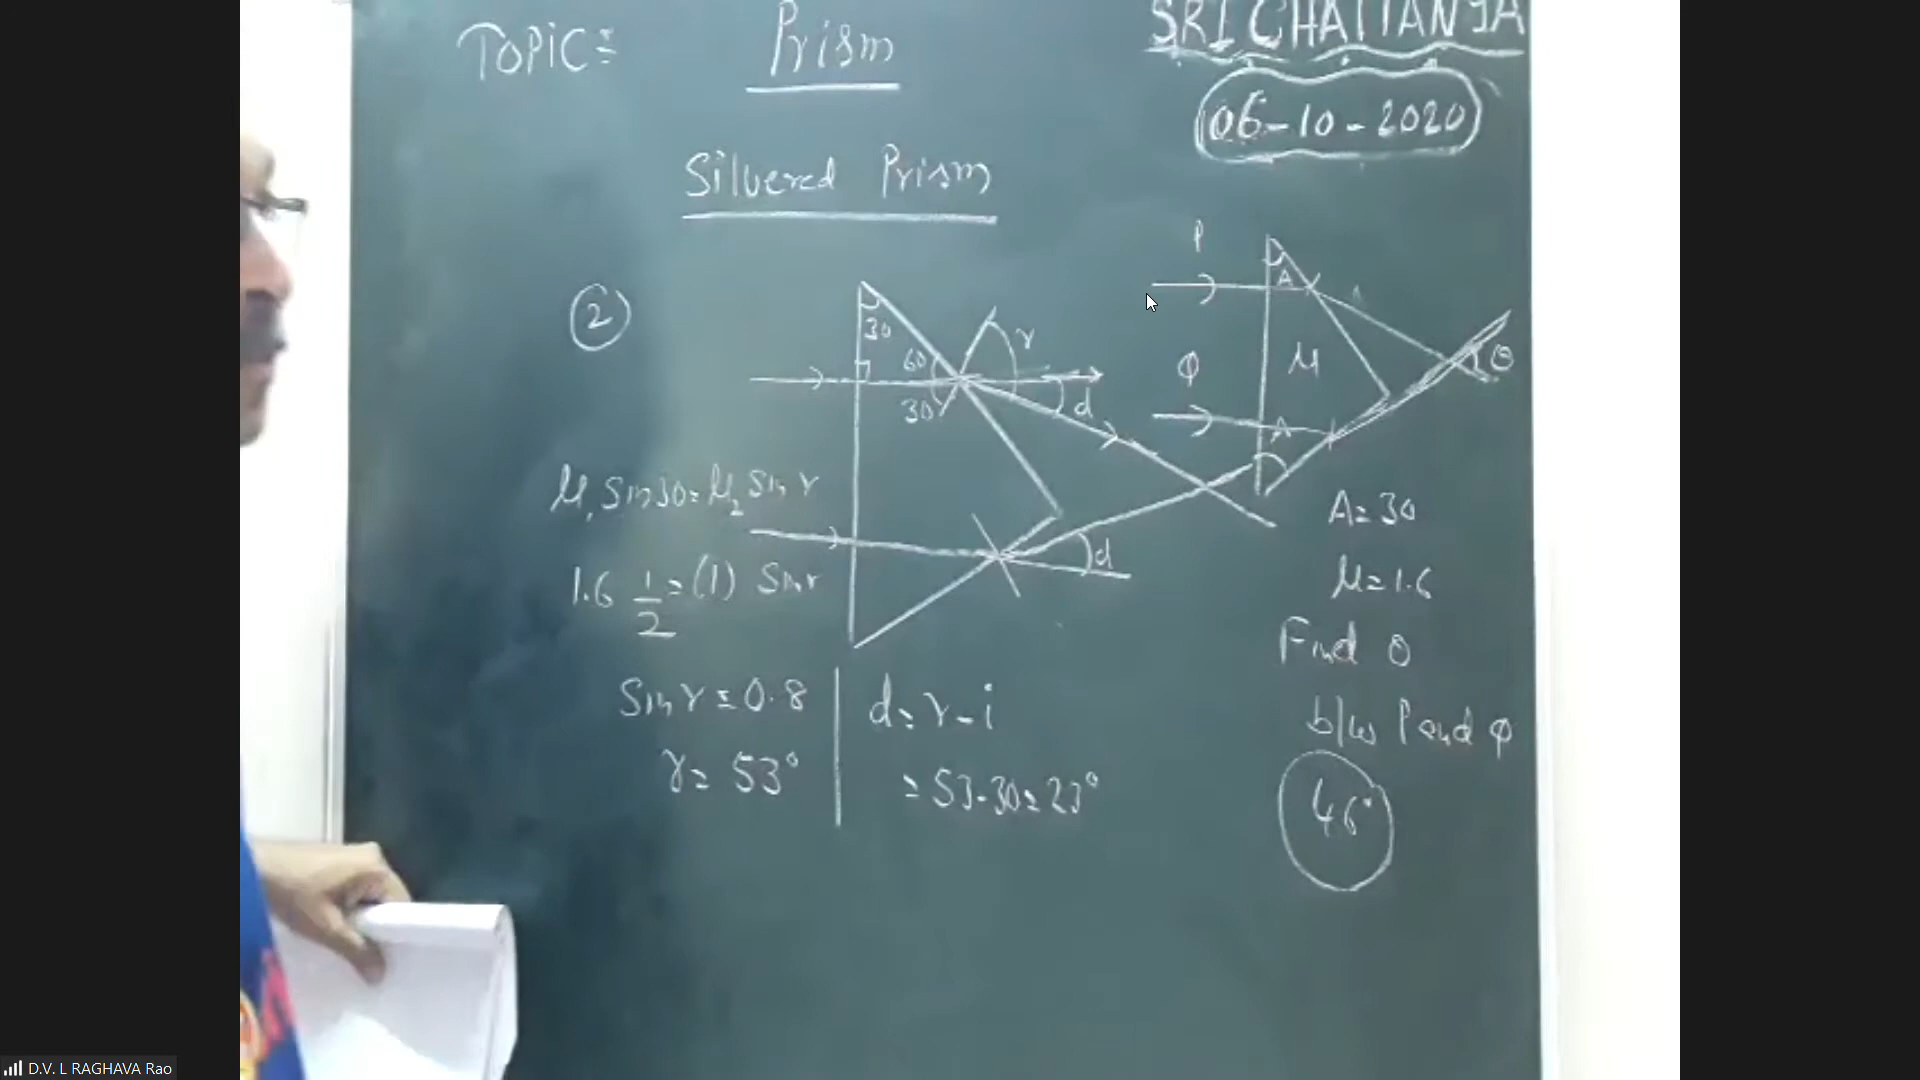 TOPIC:
Prism
SRI CHAITANYA
06-10-2020
Silvered Prism
2
30
60
30
r
d
d
P
A
μ
Q
A
θ
μ₁ sin30 = μ₂ sin r
1.6 1/2 = (1) sin r
sin r = 0.8
r = 53°
d = r - i
= 53-30 = 23°
A = 30
μ = 1.6
Find θ
b/w P and Q
46°
D.V. L RAGHAVA Rao